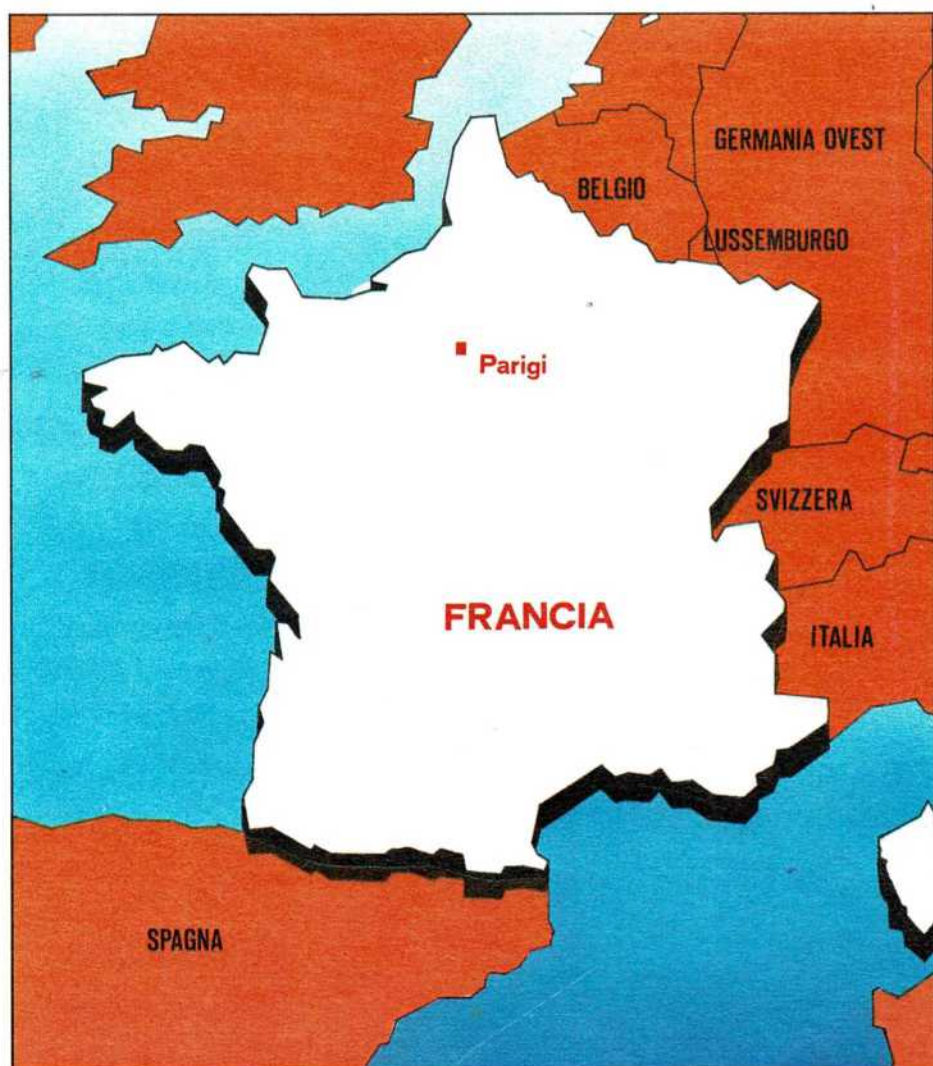 GERMANIA OVEST
BELGIO
LUSSEMBURGO
Parigi
SVIZZERA
FRANCIA
ITALIA
SPAGNA